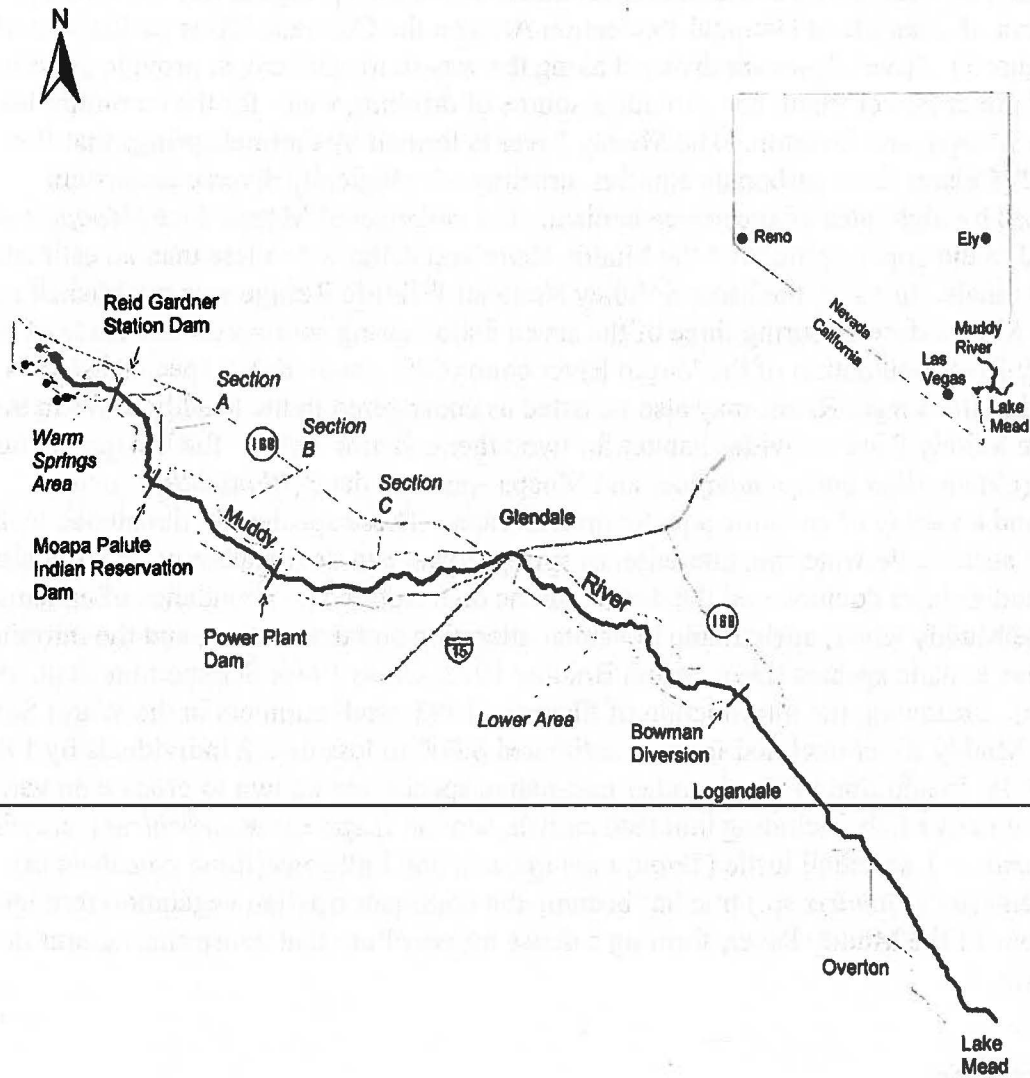 N
Reno
Ely
Nevada
California
Muddy
River
Las
Vegas
Lake
Mead
Reid Gardner
Station Dam
Section
A
168
Section
B
Section
C
Warm
Springs
Area
Glendale
Muddy
River
Moapa Paiute
Indian Reservation
Dam
168
Power Plant
Dam
15
Lower Area
Bowman
Diversion
Logandale
Overton
Lake
Mead